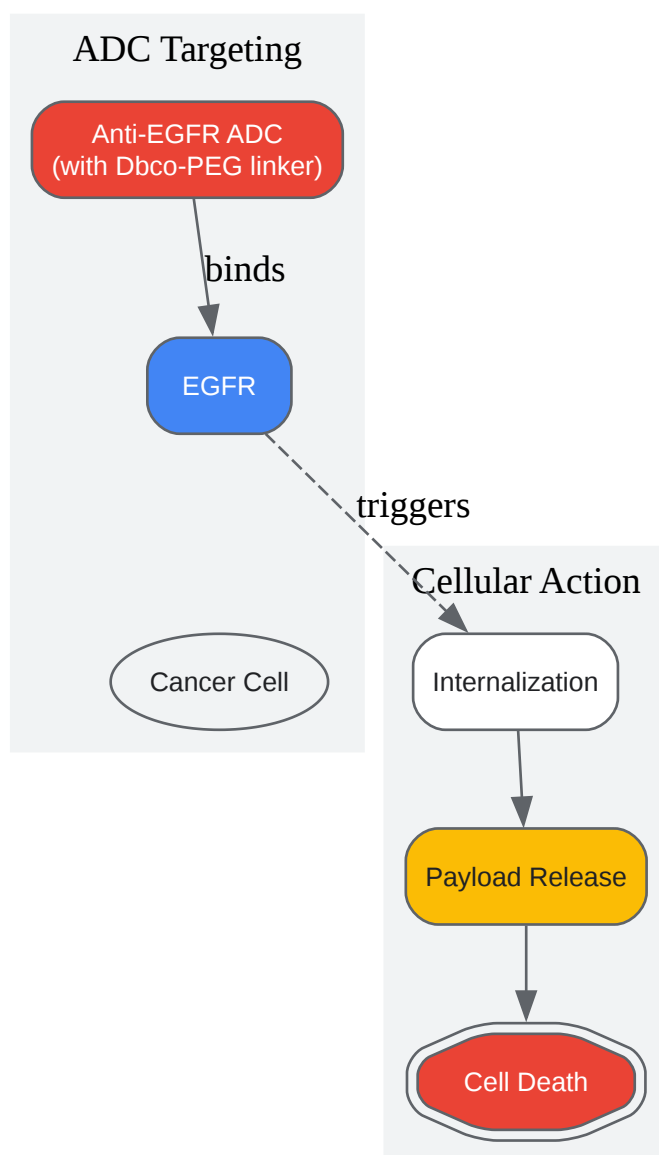 ADC Targeting
Anti-EGFR ADC
(with Dbco-PEG linker)
binds
EGFR
triggers
Cellular Action
Cancer Cell
Internalization
Payload Release
Cell Death